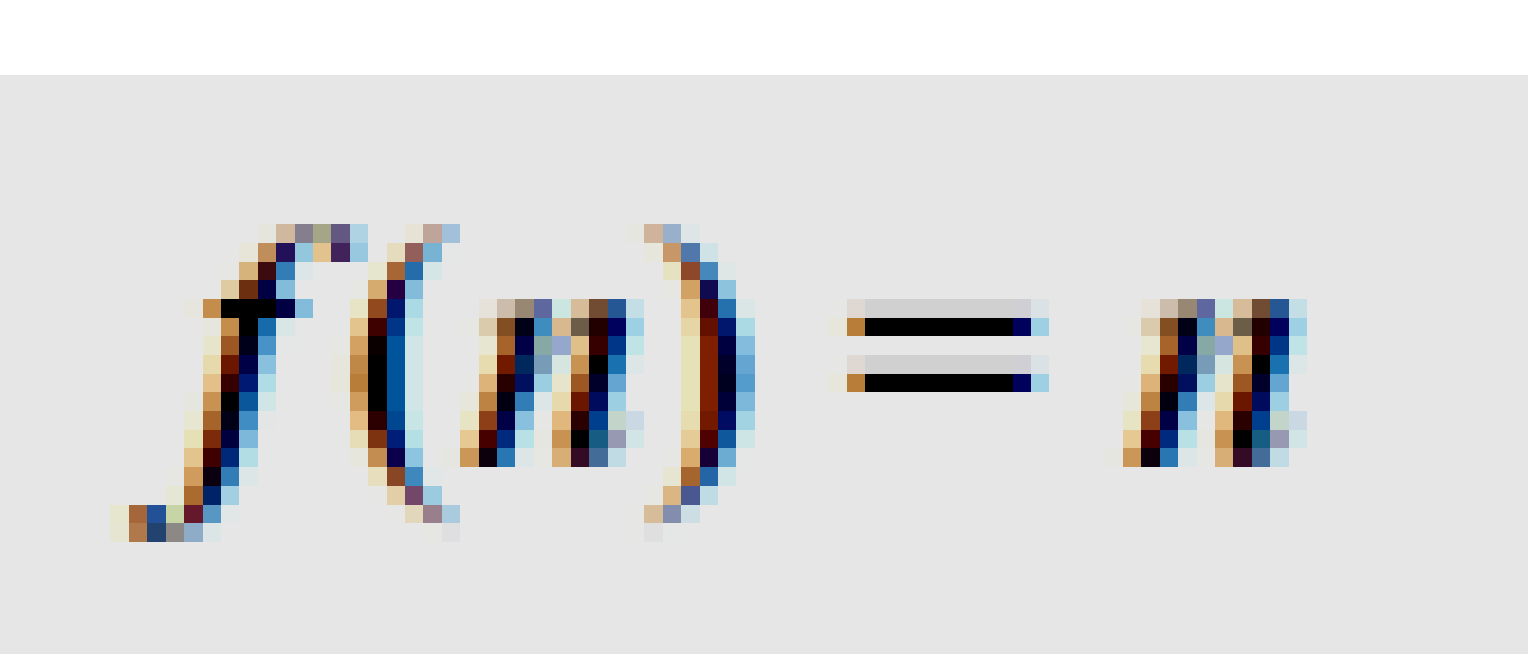 f(n) = n